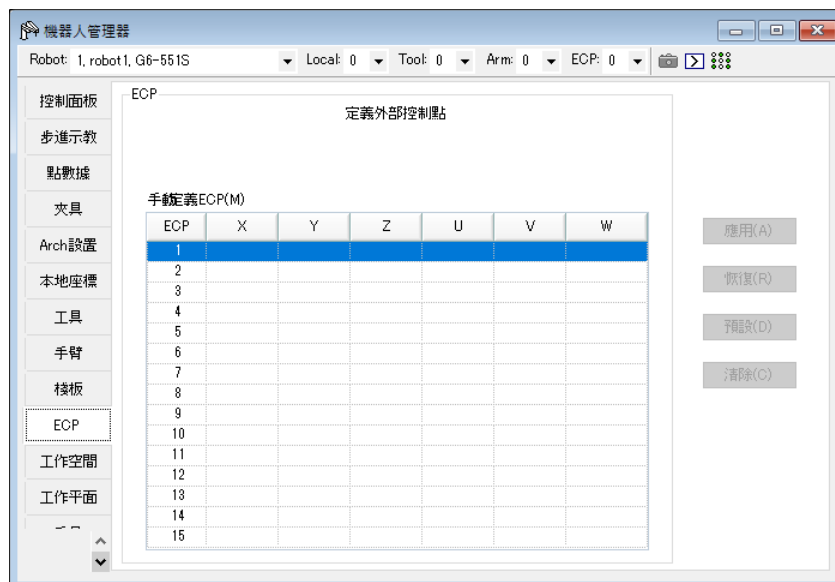 機器人管理器
Robot: 1, robot1, G6-551S Local: 0 Tool: 0 Arm: 0 ECP: 0
控制面板
步進示教
點數據
夾具
Arch設置
本地座標
工具
手臂
棧板
ECP
工作空間
工作平面
ECP
定義外部控制點
手動定義ECP(M)
ECP X Y Z U V W
1
2
3
4
5
6
7
8
9
10
11
12
13
14
15
應用(A)
恢復(R)
預設(D)
清除(C)